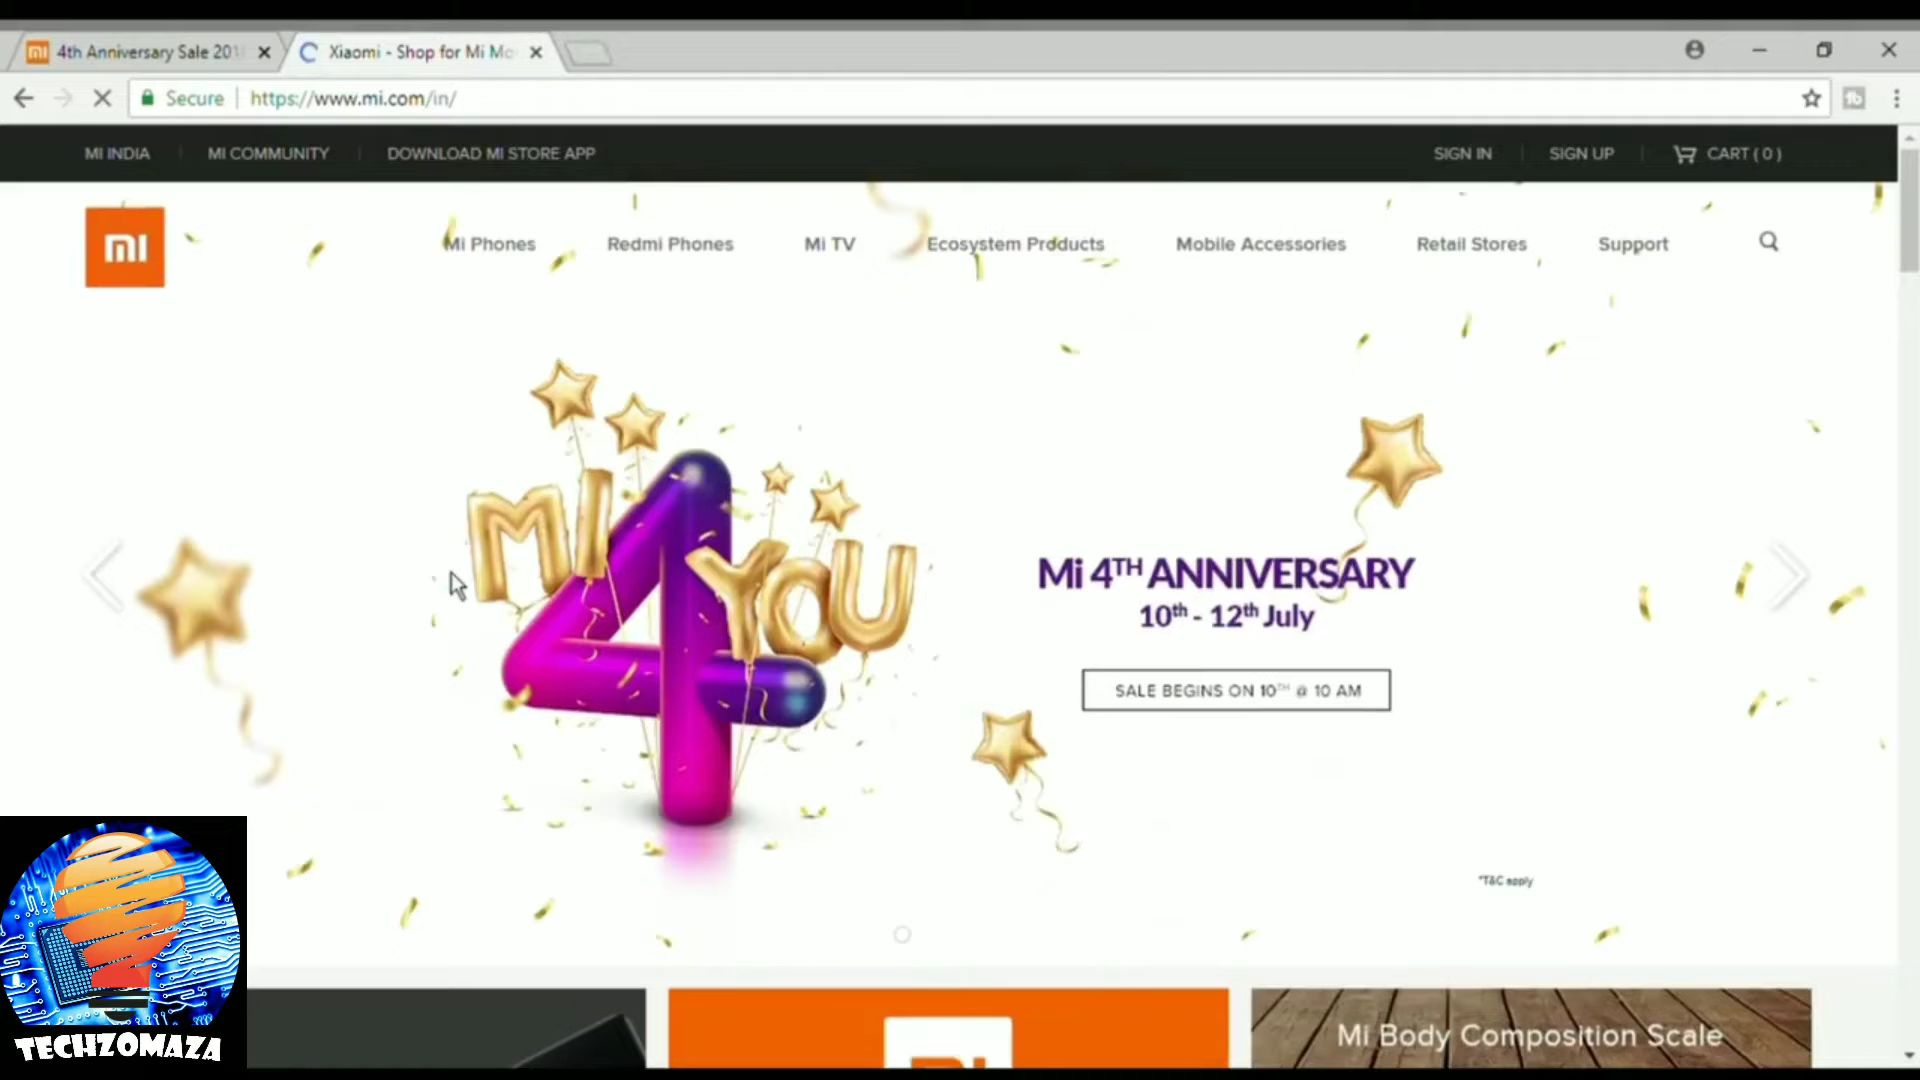 4th Anniversary Sale 201
Xiaomi - Shop for Mi Mo
Secure
https://www.mi.com/in/
MI INDIA
MI COMMUNITY
DOWNLOAD MI STORE APP
SIGN IN
SIGN UP
CART ( 0 )
mi
Mi Phones
Redmi Phones
Mi TV
Ecosystem Products
Mobile Accessories
Retail Stores
Support
MI
4
YOU
Mi 4TH ANNIVERSARY
10th - 12th July
SALE BEGINS ON 10TH @ 10 AM
*T&C apply
Mi Body Composition Scale
TECHZOMAZA